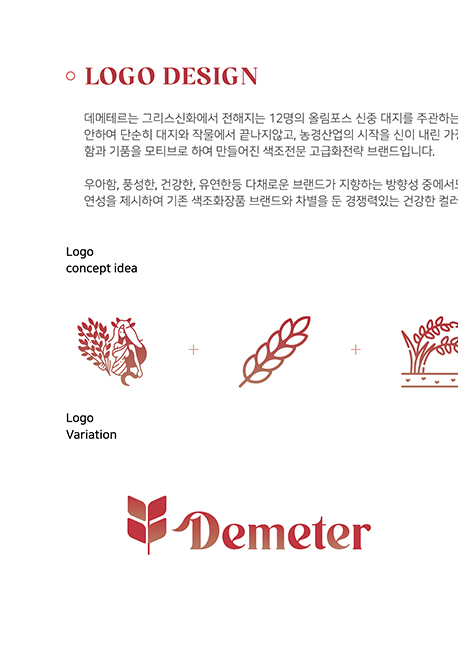 LOGO DESIGN
데메테르는 그리스신화에서 전해지는 12명의 올림포스 신중 대지를 주관하는
안하여 단순히 대지와 작물에서 끝나지않고, 농경산업의 시작을 신이 내린 가장
함과 기품을 모티브로 하여 만들어진 색조전문 고급화전략 브랜드입니다.
우아함, 풍성한, 건강한, 유연한등 다채로운 브랜드가 지향하는 방향성 중에서도
연성을 제시하여 기존 색조화장품 브랜드와 차별을 둔 경쟁력있는 건강한 컬러
Logo
concept idea
Logo
Variation
Demeter